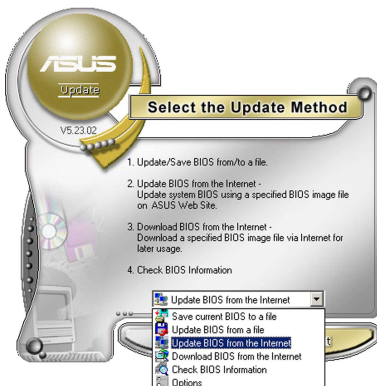 ASUS
Update
V5.23.02
Select the Update Method
1. Update/Save BIOS from/to a file.
2. Update BIOS from the Internet -
Update system BIOS using a specified BIOS image file
on ASUS Web Site.
3. Download BIOS from the Internet -
Download a specified BIOS image file via Internet for
later usage.
4. Check BIOS Information
Update BIOS from the Internet
Save current BIOS to a file
Update BIOS from a file
Update BIOS from the Internet
Download BIOS from the Internet
Check BIOS Information
Options